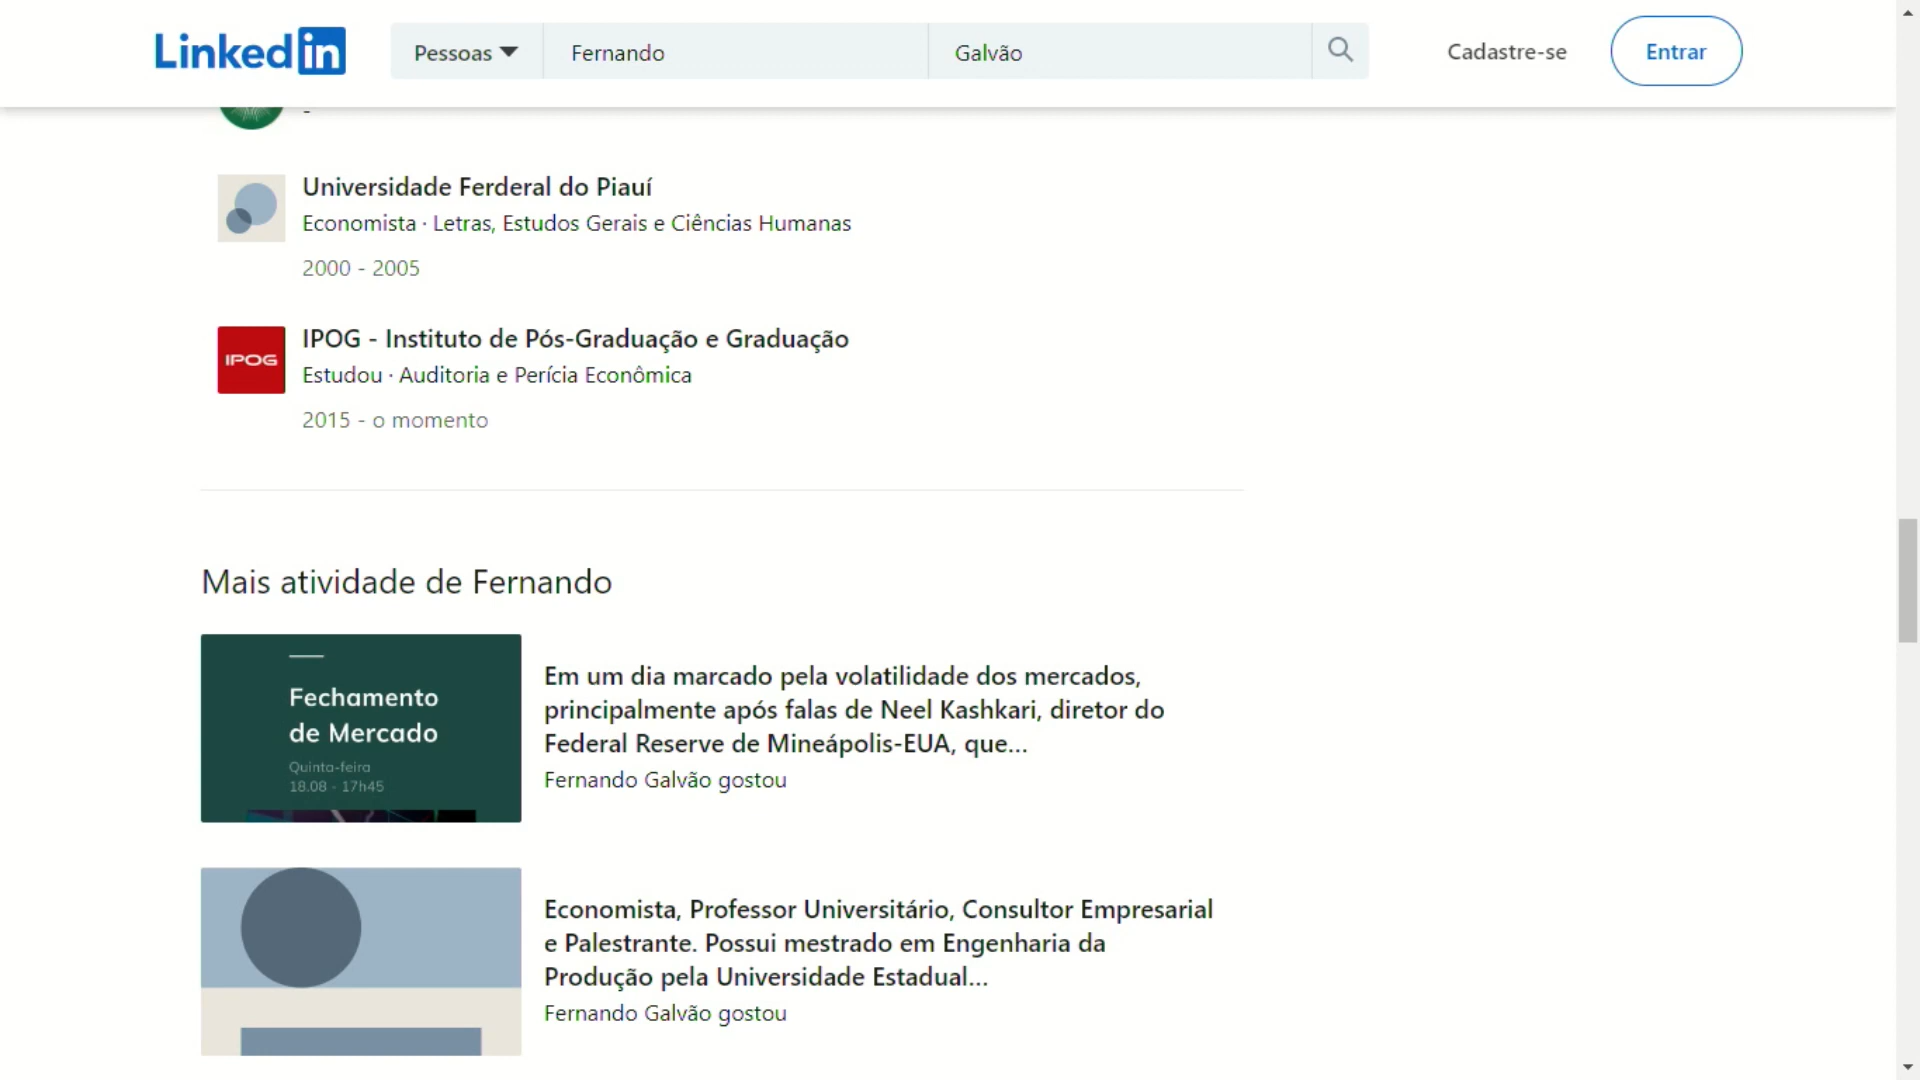 Linkedin
Pessoas
Fernando
Galvão
Cadastre-se
Entrar
-
Universidade Ferderal do Piauí
Economista · Letras, Estudos Gerais e Ciências Humanas
2000 - 2005
IPOG
IPOG - Instituto de Pós-Graduação e Graduação
Estudou · Auditoria e Perícia Econômica
2015 - o momento
Mais atividade de Fernando
Fechamento
de Mercado
Quinta-feira
18.08 - 17h45
Em um dia marcado pela volatilidade dos mercados,
principalmente após falas de Neel Kashkari, diretor do
Federal Reserve de Mineápolis-EUA, que...
Fernando Galvão gostou
Economista, Professor Universitário, Consultor Empresarial
e Palestrante. Possui mestrado em Engenharia da
Produção pela Universidade Estadual...
Fernando Galvão gostou